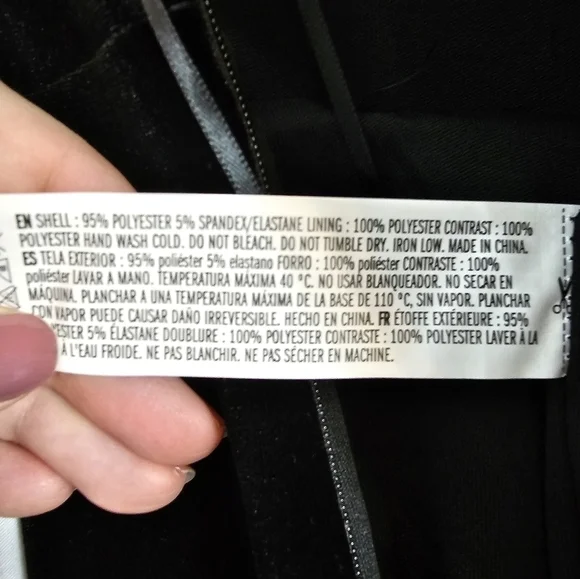 EN SHELL : 95% POLYESTER 5% SPANDEX/ELASTANE LINING : 100% POLYESTER CONTRAST : 100%
POLYESTER HAND WASH COLD. DO NOT BLEACH. DO NOT TUMBLE DRY. IRON LOW. MADE IN CHINA.
ES TELA EXTERIOR : 95% poliéster 5% elastano FORRO : 100% poliéster CONTRASTE : 100%
poliéster LAVAR A MANO. TEMPERATURA MÁXIMA 40 °C. NO USAR BLANQUEADOR. NO SECAR EN
MÁQUINA. PLANCHAR A UNA TEMPERATURA MÁXIMA DE LA BASE DE 110 °C, SIN VAPOR. PLANCHAR
CON VAPOR PUEDE CAUSAR DAÑO IRREVERSIBLE. HECHO EN CHINA. FR ÉTOFFE EXTÉRIEURE : 95%
YESTER 5% ÉLASTANE DOUBLURE : 100% POLYESTER CONTRASTE : 100% POLYESTER LAVER À LA
À L'EAU FROIDE. NE PAS BLANCHIR. NE PAS SÉCHER EN MACHINE.